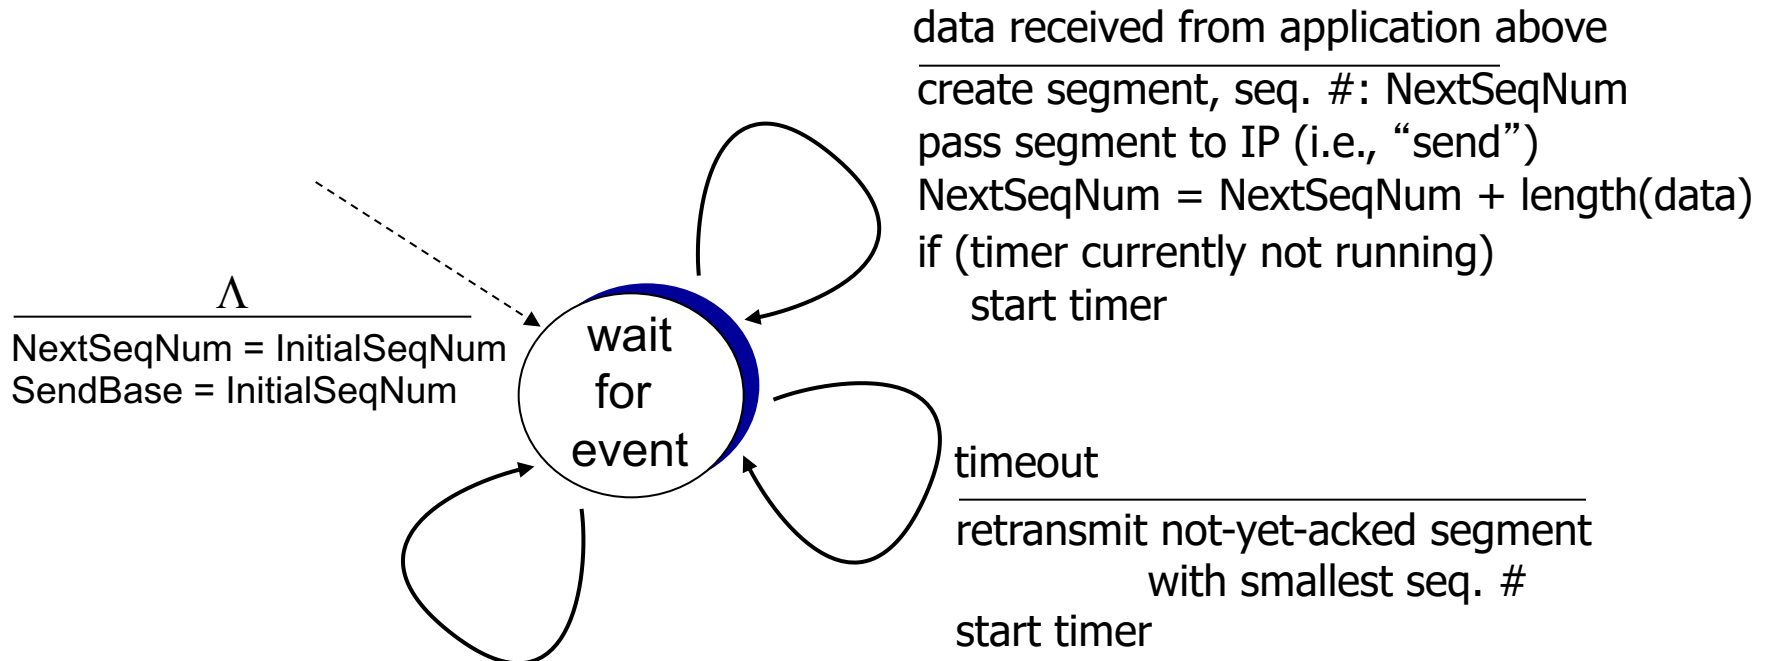 data received from application above
create segment, seq. #: NextSeqNum
pass segment to IP (i.e., “send”)
NextSeqNum = NextSeqNum + length(data)
if (timer currently not running)
start timer
Λ
NextSeqNum = InitialSeqNum
SendBase = InitialSeqNum
wait
for
event
timeout
retransmit not-yet-acked segment
with smallest seq. #
start timer